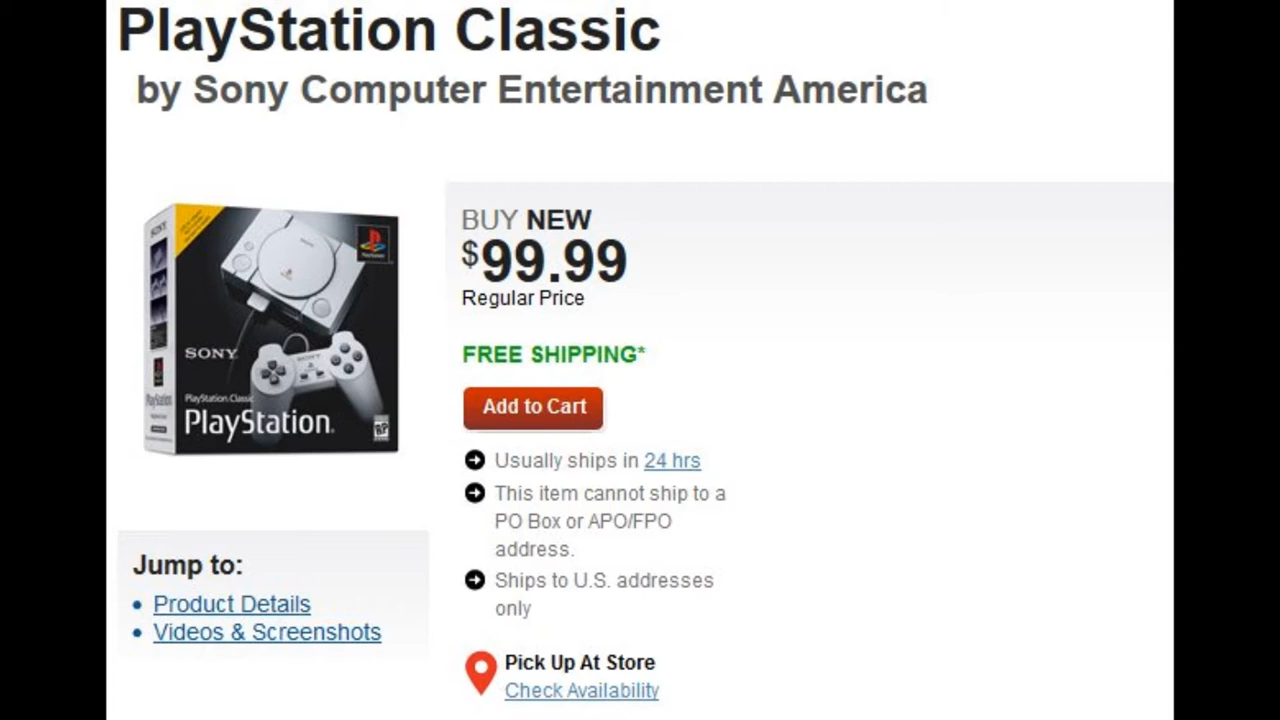 PlayStation Classic
by Sony Computer Entertainment America
SONY
PlayStation Classic
PlayStation
BUY NEW
$99.99
Regular Price
FREE SHIPPING*
Add to Cart
Usually ships in 24 hrs
This item cannot ship to a
PO Box or APO/FPO
address.
Ships to U.S. addresses
only
Jump to:
• Product Details
• Videos & Screenshots
Pick Up At Store
Check Availability